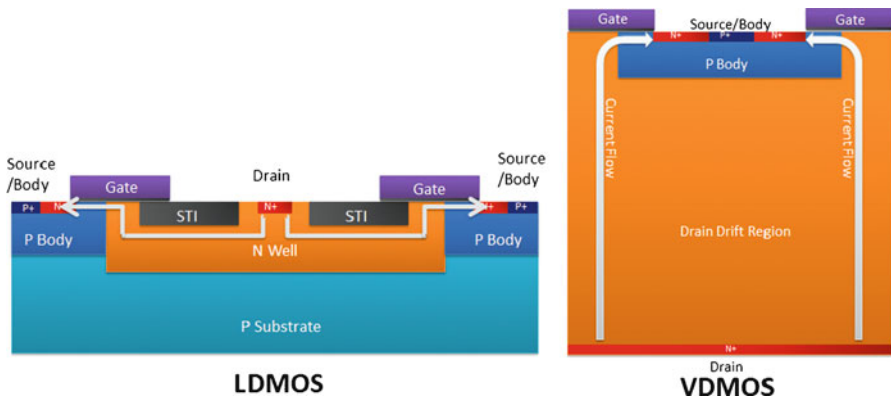 Source
/Body
Gate
Drain
Gate
Source
/Body
P+
N+
STI
N+
STI
N+
P+
P Body
N Well
P Body
P Substrate
LDMOS
Gate
Source/Body
Gate
N+
P+
N+
P Body
Current Flow
Current Flow
Drain Drift Region
N+
Drain
VDMOS